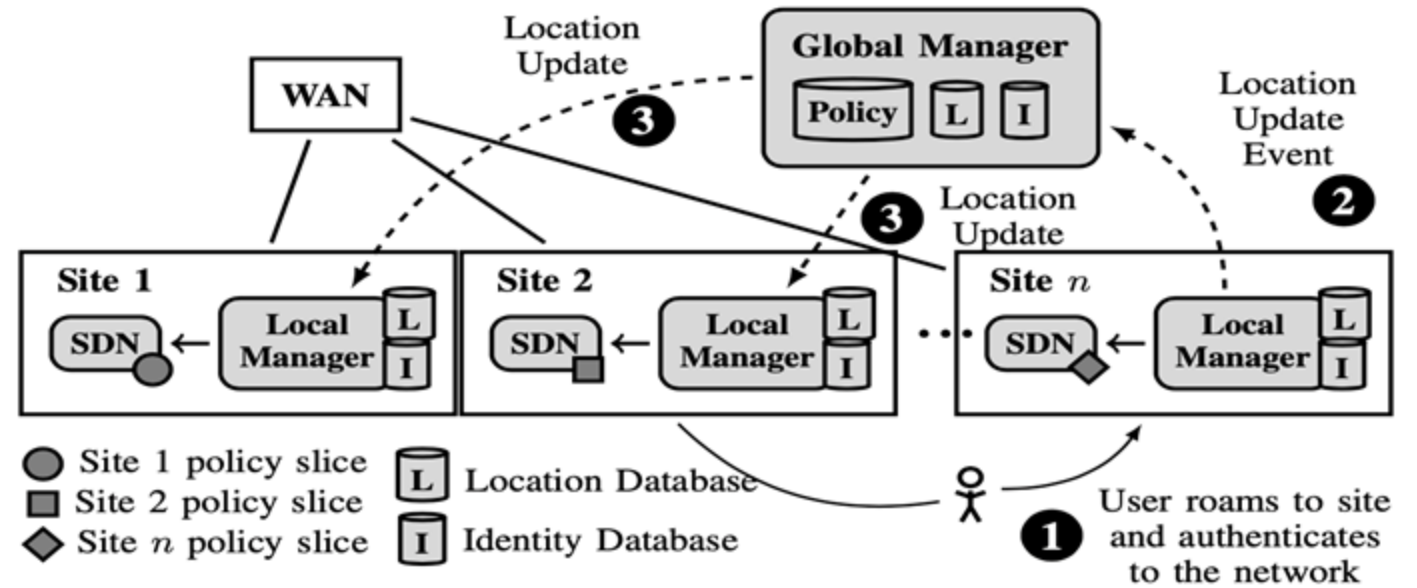 Location
Update
Global Manager
WAN
3
Policy
L
I
Location
Update
Event
2
3
Location
Update
Site 1
SDN
Local
Manager
L
I
Site 2
SDN
Local
Manager
L
I
Site n
SDN
Local
Manager
L
I
Site 1 policy slice
Site 2 policy slice
Site n policy slice
L
Location Database
I
Identity Database
1
User roams to site
and authenticates
to the network